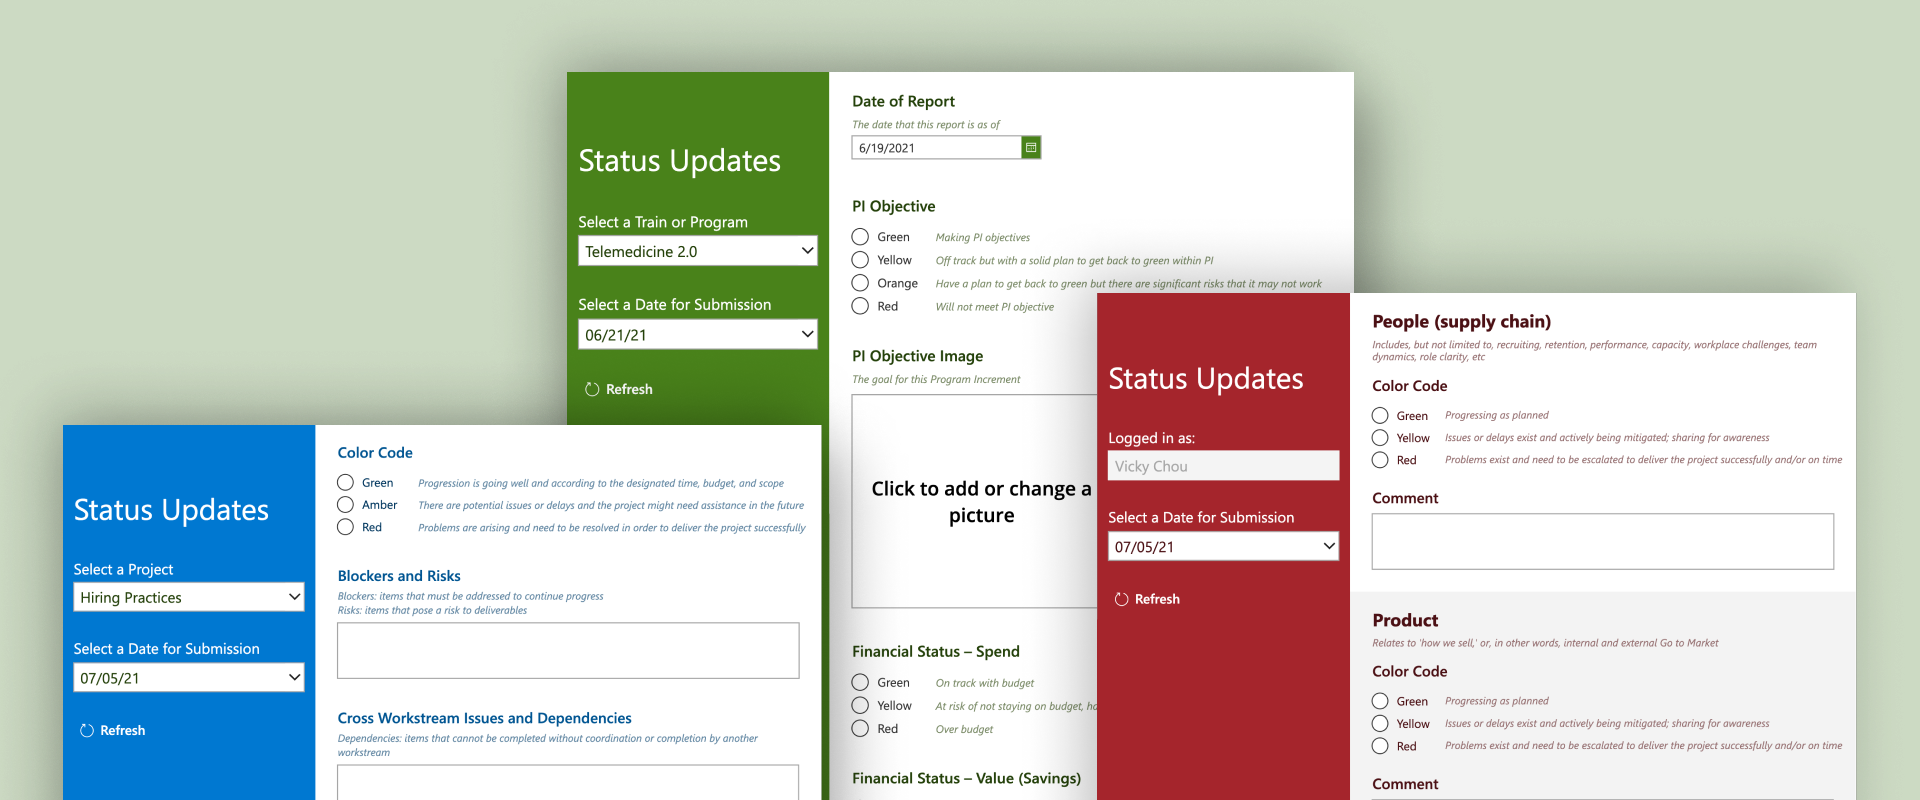 Status Updates
Select a Train or Program
Telemedicine 2.0
Select a Date for Submission
06/21/21
Refresh
Date of Report
The date that this report is as of
6/19/2021
PI Objective
Green Making PI objectives
Yellow Off track but with a solid plan to get back to green within PI
Orange Have a plan to get back to green but there are significant risks that it may not work
Red Will not meet PI objective
PI Objective Image
The goal for this Program Increment
Click to add or change a
picture
Financial Status – Spend
Green On track with budget
Yellow At risk of not staying on budget,
Red Over budget
Financial Status – Value (Savings)
Status Updates
Select a Project
Hiring Practices
Select a Date for Submission
07/05/21
Refresh
Color Code
Green Progression is going well and according to the designated time, budget, and scope
Amber There are potential issues or delays and the project might need assistance in the future
Red Problems are arising and need to be resolved in order to deliver the project successfully
Blockers and Risks
Blockers: items that must be addressed to continue progress
Risks: items that pose a risk to deliverables
Cross Workstream Issues and Dependencies
Dependencies: items that cannot be completed without coordination or completion by another
workstream
Status Updates
Logged in as:
Vicky Chou
Select a Date for Submission
07/05/21
Refresh
People (supply chain)
Includes, but not limited to, recruiting, retention, performance, capacity, workplace challenges, team
dynamics, role clarity, etc
Color Code
Green Progressing as planned
Yellow Issues or delays exist and actively being mitigated; sharing for awareness
Red Problems exist and need to be escalated to deliver the project successfully and/or on time
Comment
Product
Relates to 'how we sell,' or, in other words, internal and external Go to Market
Color Code
Green Progressing as planned
Yellow Issues or delays exist and actively being mitigated; sharing for awareness
Red Problems exist and need to be escalated to deliver the project successfully and/or on time
Comment